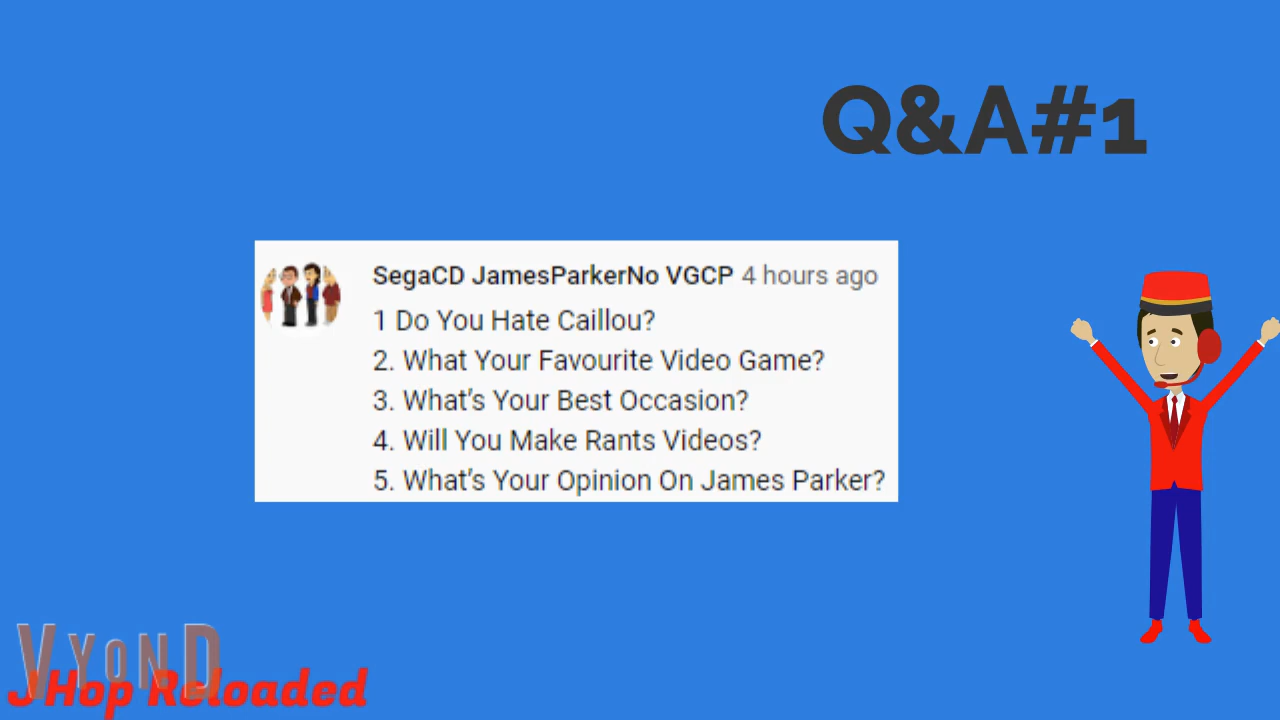 Q&A#1
SegaCD JamesParkerNo VGCP 4 hours ago
1 Do You Hate Caillou?
2. What Your Favourite Video Game?
3. What's Your Best Occasion?
4. Will You Make Rants Videos?
5. What's Your Opinion On James Parker?
VYOND
J Hop Reloaded